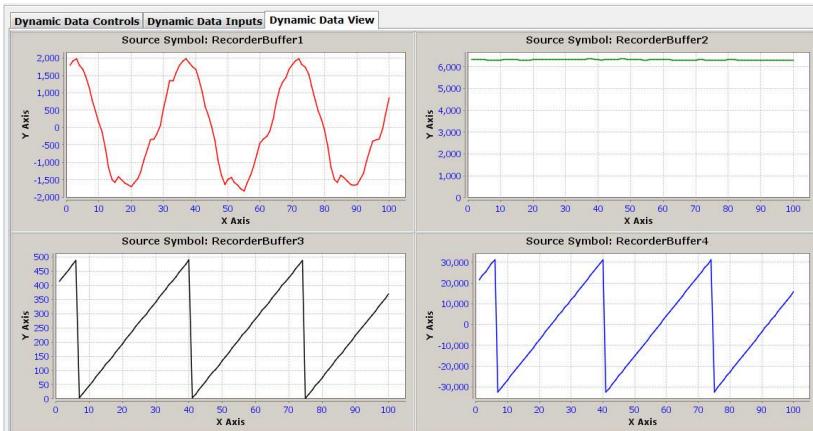 Dynamic Data Controls Dynamic Data Inputs Dynamic Data View
Source Symbol: RecorderBuffer1
Y Axis
2,000
1,500
1,000
500
0
-500
-1,000
-1,500
-2,000
0 10 20 30 40 50 60 70 80 90 100
X Axis
Source Symbol: RecorderBuffer2
Y Axis
6,000
5,000
4,000
3,000
2,000
1,000
0
0 10 20 30 40 50 60 70 80 90 100
X Axis
Source Symbol: RecorderBuffer3
Y Axis
500
450
400
350
300
250
200
150
100
50
0
0 10 20 30 40 50 60 70 80 90 100
X Axis
Source Symbol: RecorderBuffer4
Y Axis
30,000
20,000
10,000
0
-10,000
-20,000
-30,000
0 10 20 30 40 50 60 70 80 90 100
X Axis